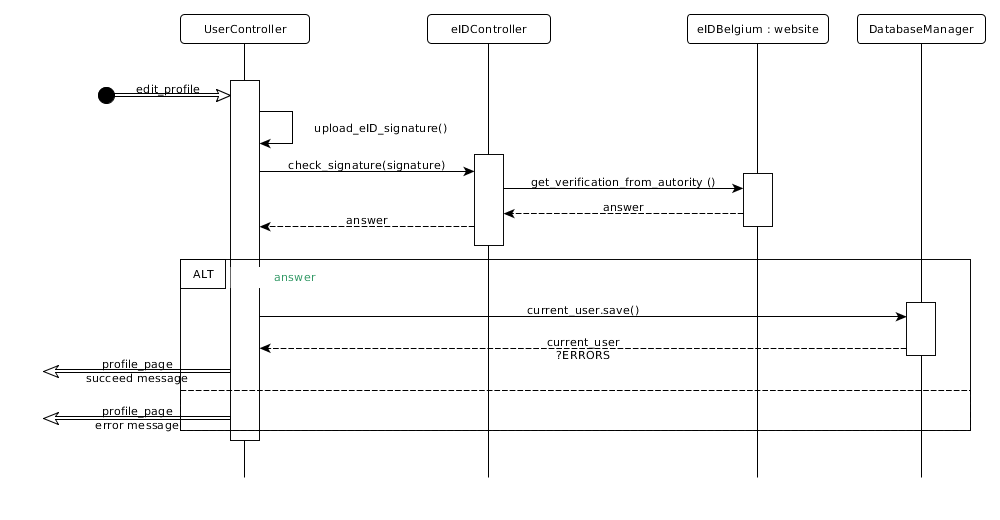 UserController
eIDController
eIDBelgium : website
DatabaseManager
edit_profile
upload_eID_signature()
check_signature(signature)
get_verification_from_autority ()
answer
answer
ALT
answer
current_user.save()
current_user
?ERRORS
profile_page
succeed message
profile_page
error message